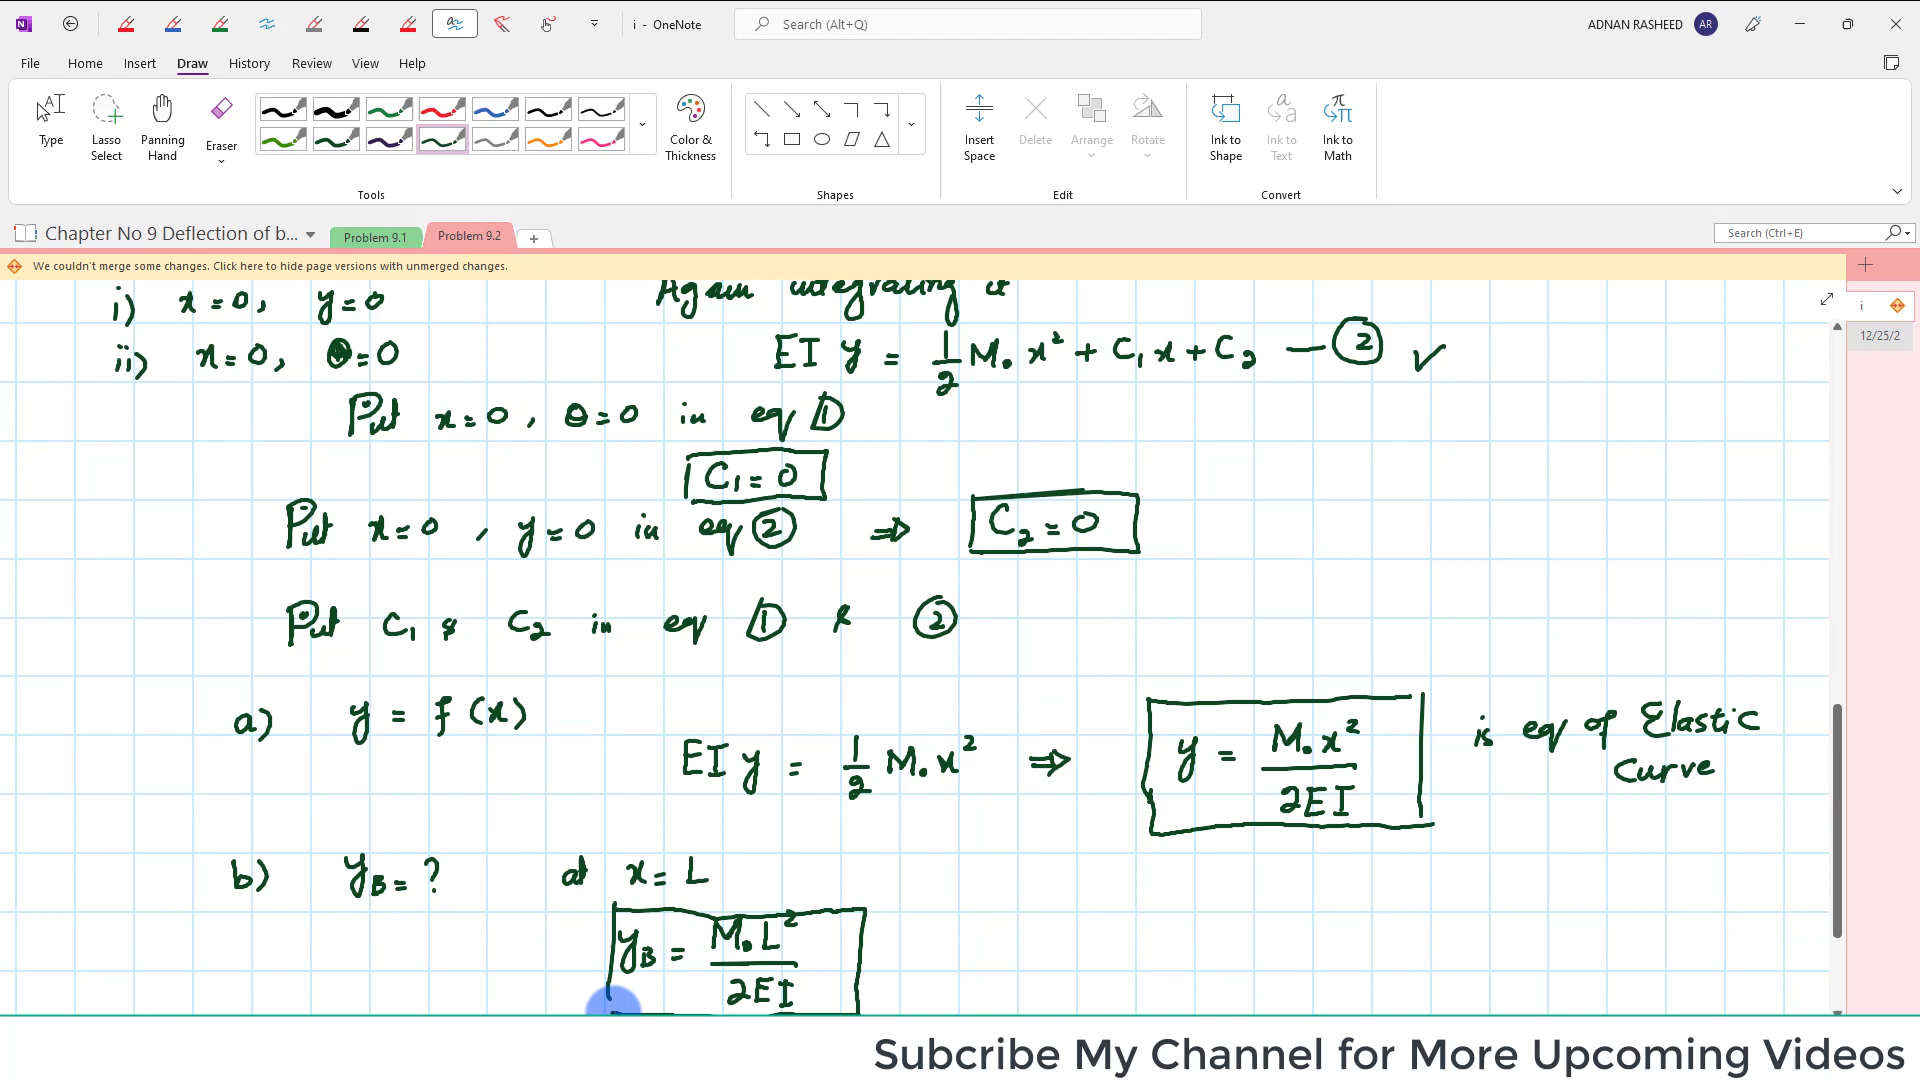 i - OneNote
Search (Alt+Q)
ADNAN RASHEED
AR
File Home Insert Draw History Review View Help
Type
Lasso Select
Panning Hand
Eraser
Color & Thickness
Insert Space
Delete
Arrange
Rotate
Ink to Shape
Ink to Text
Ink to Math
Tools
Shapes
Edit
Convert
Chapter No 9 Deflection of b...
Problem 9.1
Problem 9.2
Search (Ctrl+E)
We couldn't merge some changes. Click here to hide page versions with unmerged changes.
i
12/25/2
Again integrating it
i) x=0, y=0
ii) x=0, θ=0
EI y = 1/2 M₀ x² + C₁ x + C₂ — ② ✓
Put x=0, θ=0 in eq ①
C₁ = 0
Put x=0, y=0 in eq ② ⇒ C₂ = 0
Put C₁ & C₂ in eq ① & ②
a) y = f(x)
EI y = 1/2 M₀ x² ⇒ y = M₀ x² / 2EI is eq of Elastic
Curve
b) y_B = ? at x = L
y_B = M₀ L² / 2EI
Subcribe My Channel for More Upcoming Videos